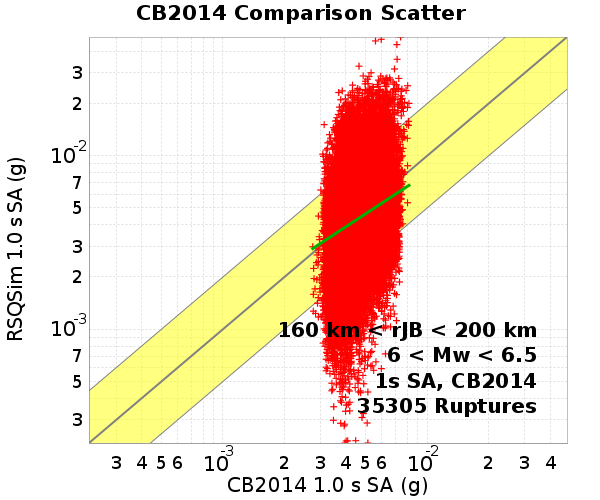 CB2014 Comparison Scatter
RSQSim 1.0 s SA (g)
3
2
10-2
7
5
3
2
10-3
7
5
3
160 km < rJB < 200 km
6 < Mw < 6.5
1s SA, CB2014
35305 Ruptures
3 4 5 6 10-3 2 3 4 5 6 10-2 2 3 4
CB2014 1.0 s SA (g)